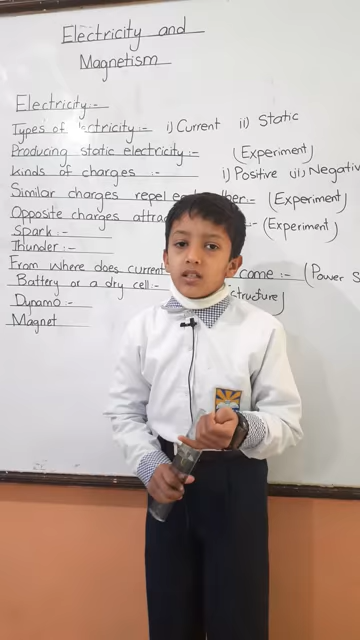 Electricity and
Magnetism
Electricity:-
Types of electricity:- i) Current ii) Static
Producing static electricity:- (Experiment)
kinds of charges :- i) Positive ii) Negativ
Similar charges repel each other:- (Experiment)
Opposite charges attra :- (Experiment)
Spark:-
Thunder:-
From where does current come:- (Power S
Battery or a dry cell:- structure)
Dynamo:-
Magnet